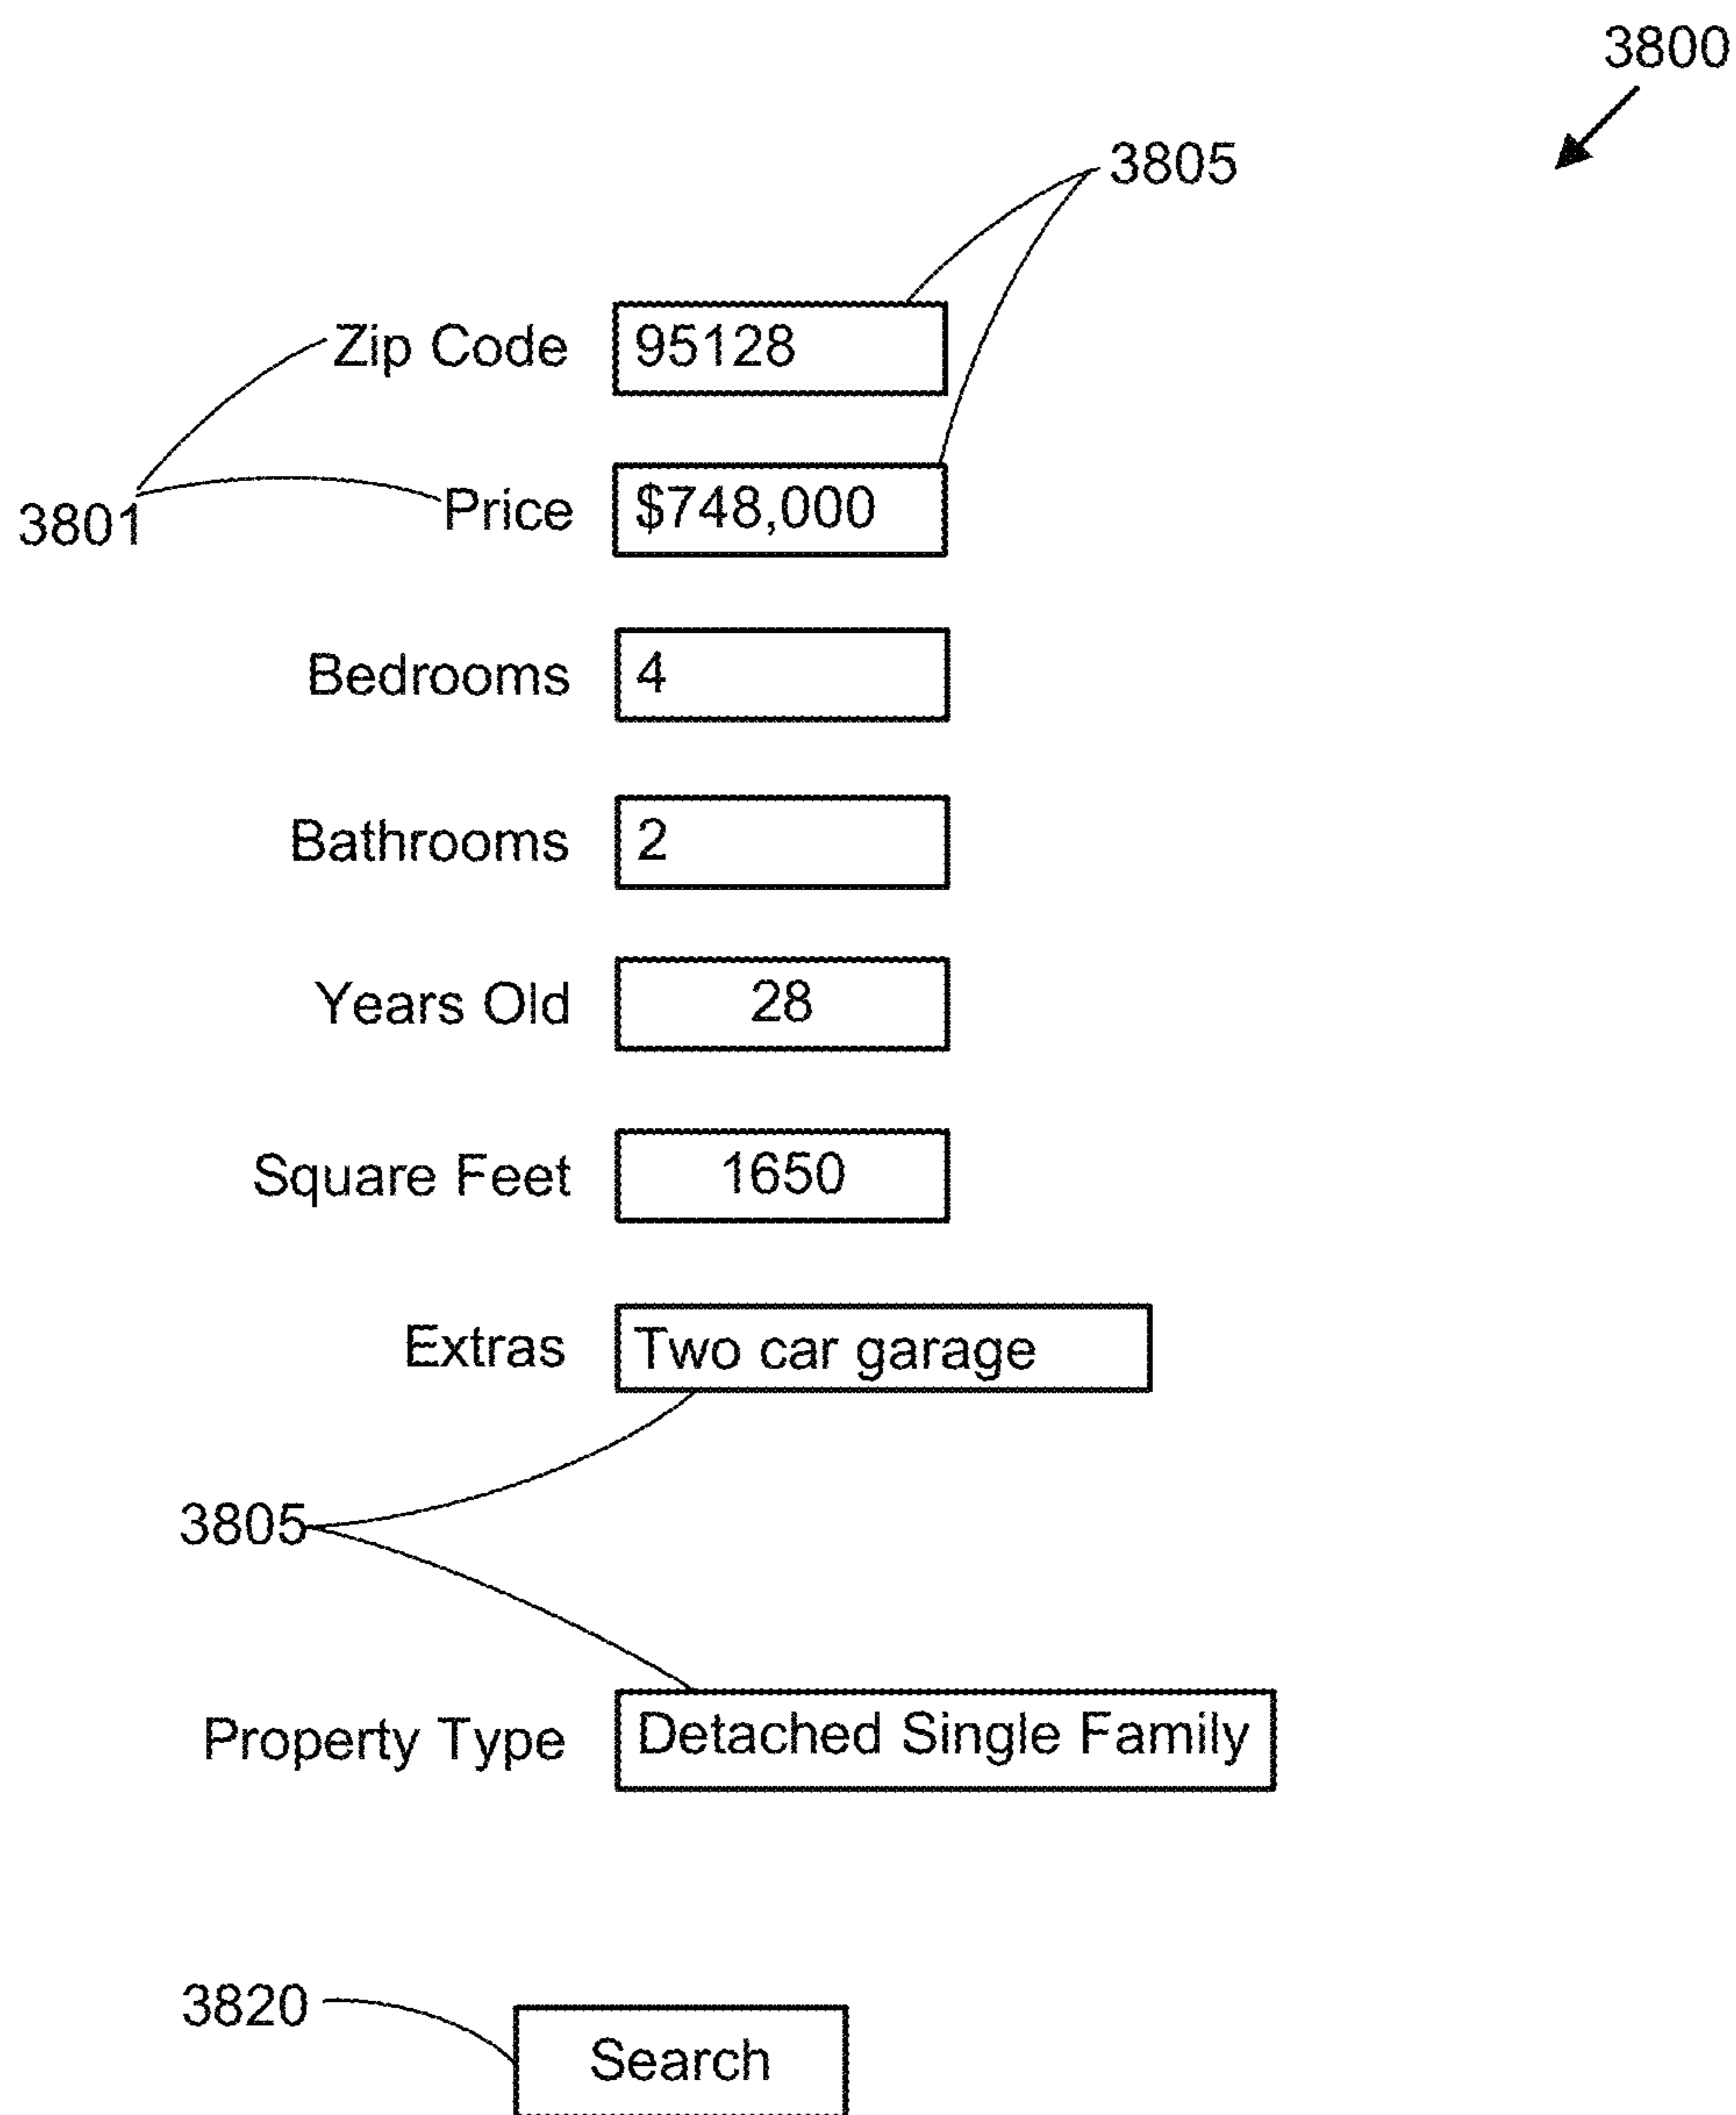 3800
3805
Zip Code 95128
3801 Price $748,000
Bedrooms 4
Bathrooms 2
Years Old 28
Square Feet 1650
Extras Two car garage
3805
Property Type Detached Single Family
3820
Search